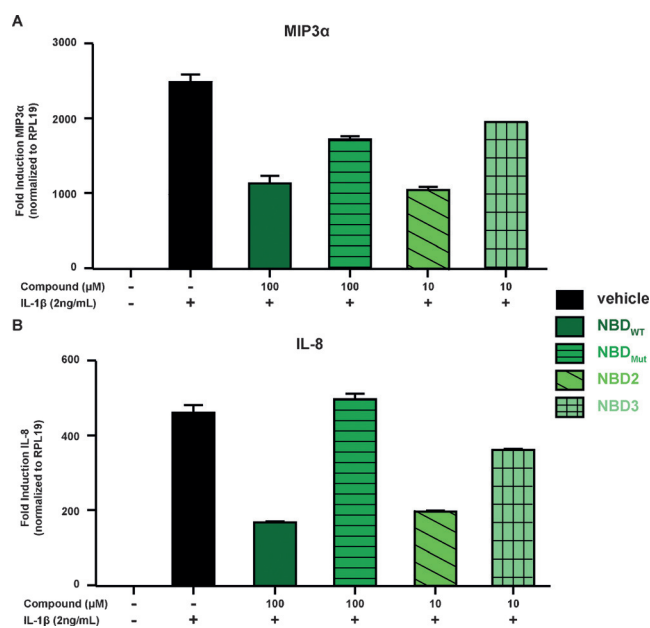 A
MIP3α
Fold Induction MIP3α
(normalized to RPL19)
3000
2000
1000
0
Compound (µM) - - 100 100 10 10
IL-1β (2ng/mL) - + + + + +
vehicle
NBDWT
NBDMut
NBD2
NBD3
B
IL-8
Fold Induction IL-8
(normalized to RPL19)
600
400
200
0
Compound (µM) - - 100 100 10 10
IL-1β (2ng/mL) - + + + + +